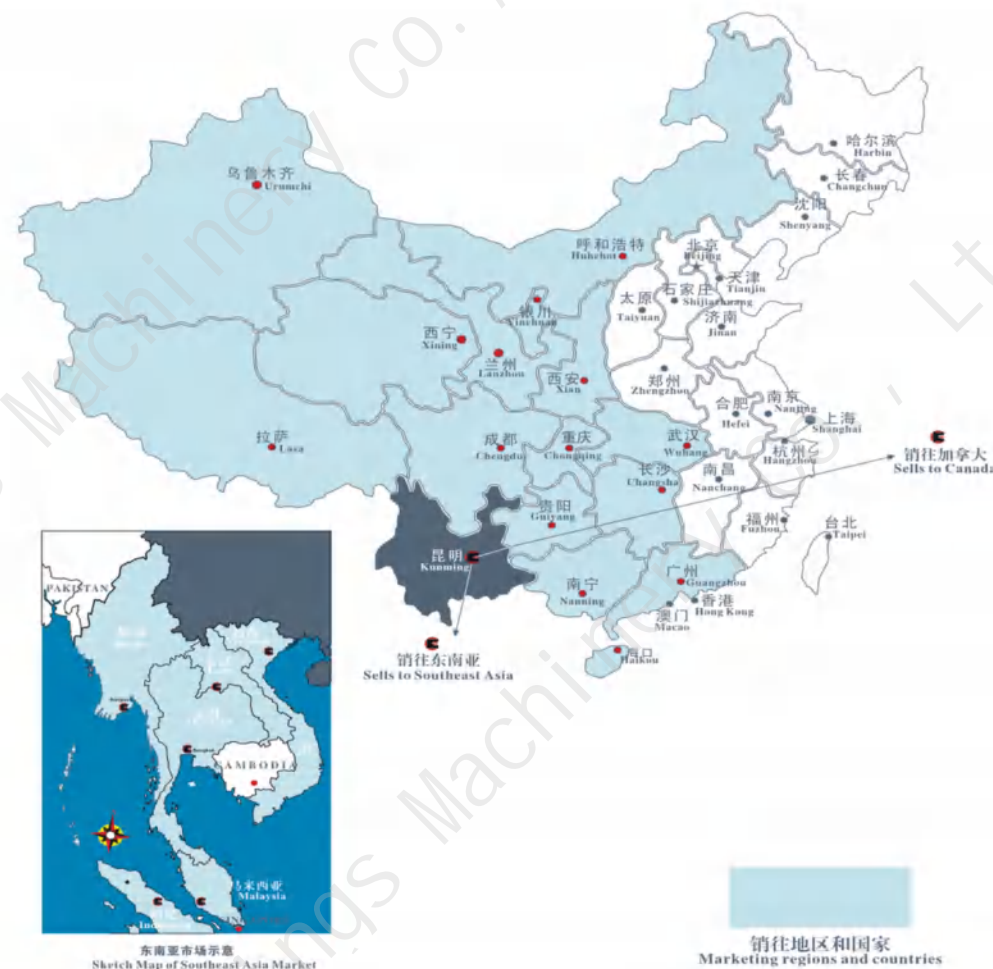 Machinery Co.
Lt
哈尔滨
Harbin
长春
Changchun
沈阳
Shenyang
乌鲁木齐
Urumchi
呼和浩特
Huhehot
北京
Beijing
天津
Tianjin
石家庄
Shijiazhuang
太原
Taiyuan
济南
Jinan
银川
Yinchuan
西宁
Xining
兰州
Lanzhou
西安
Xian
郑州
Zhengzhou
合肥
Hefei
南京
Nanjing
上海
Shanghai
杭州
Hangzhou
拉萨
Lasa
成都
Chengdu
重庆
Chongqing
武汉
Wuhang
长沙
Changsha
南昌
Nanchang
销往加拿大
Sells to Canada
贵阳
Guiyang
福州
Fuzhou
台北
Taipei
昆明
Kunming
南宁
Nanning
广州
Guangzhou
香港
Hong Kong
澳门
Macao
海口
Haikou
销往东南亚
Sells to Southeast Asia
PAKISTAN
CAMBODIA
马来西亚
Malaysia
东南亚市场示意
Sketch Map of Southeast Asia Market
销往地区和国家
Marketing regions and countries
Machinery